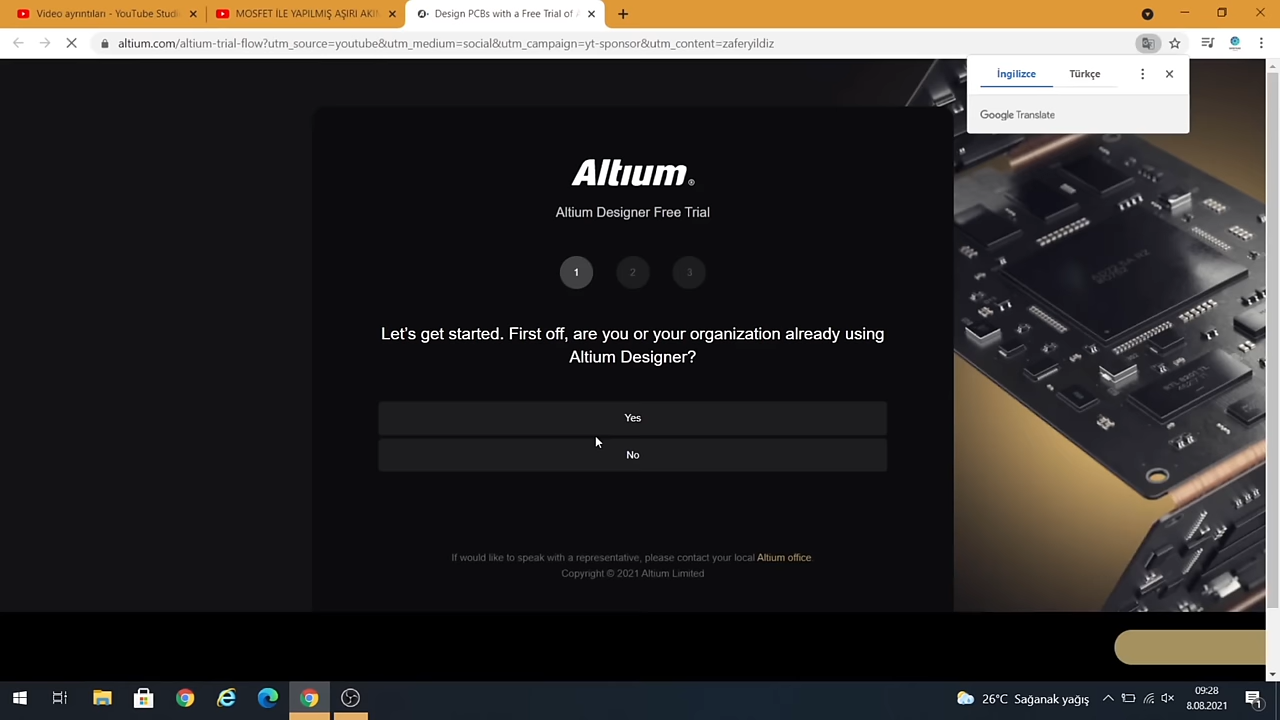 Video ayrıntıları - YouTube Studi
MOSFET İLE YAPILMIŞ AŞIRI AKI
Design PCBs with a Free Trial of A
altium.com/altium-trial-flow?utm_source=youtube&utm_medium=social&utm_campaign=yt-sponsor&utm_content=zaferyildiz
İngilizce
Türkçe
Google Translate
Altıum®
Altium Designer Free Trial
1
2
3
Let's get started. First off, are you or your organization already using
Altium Designer?
Yes
No
If would like to speak with a representative, please contact your local Altium office
Copyright © 2021 Altium Limited
26°C Sağanak yağış
09:28
8.08.2021
1